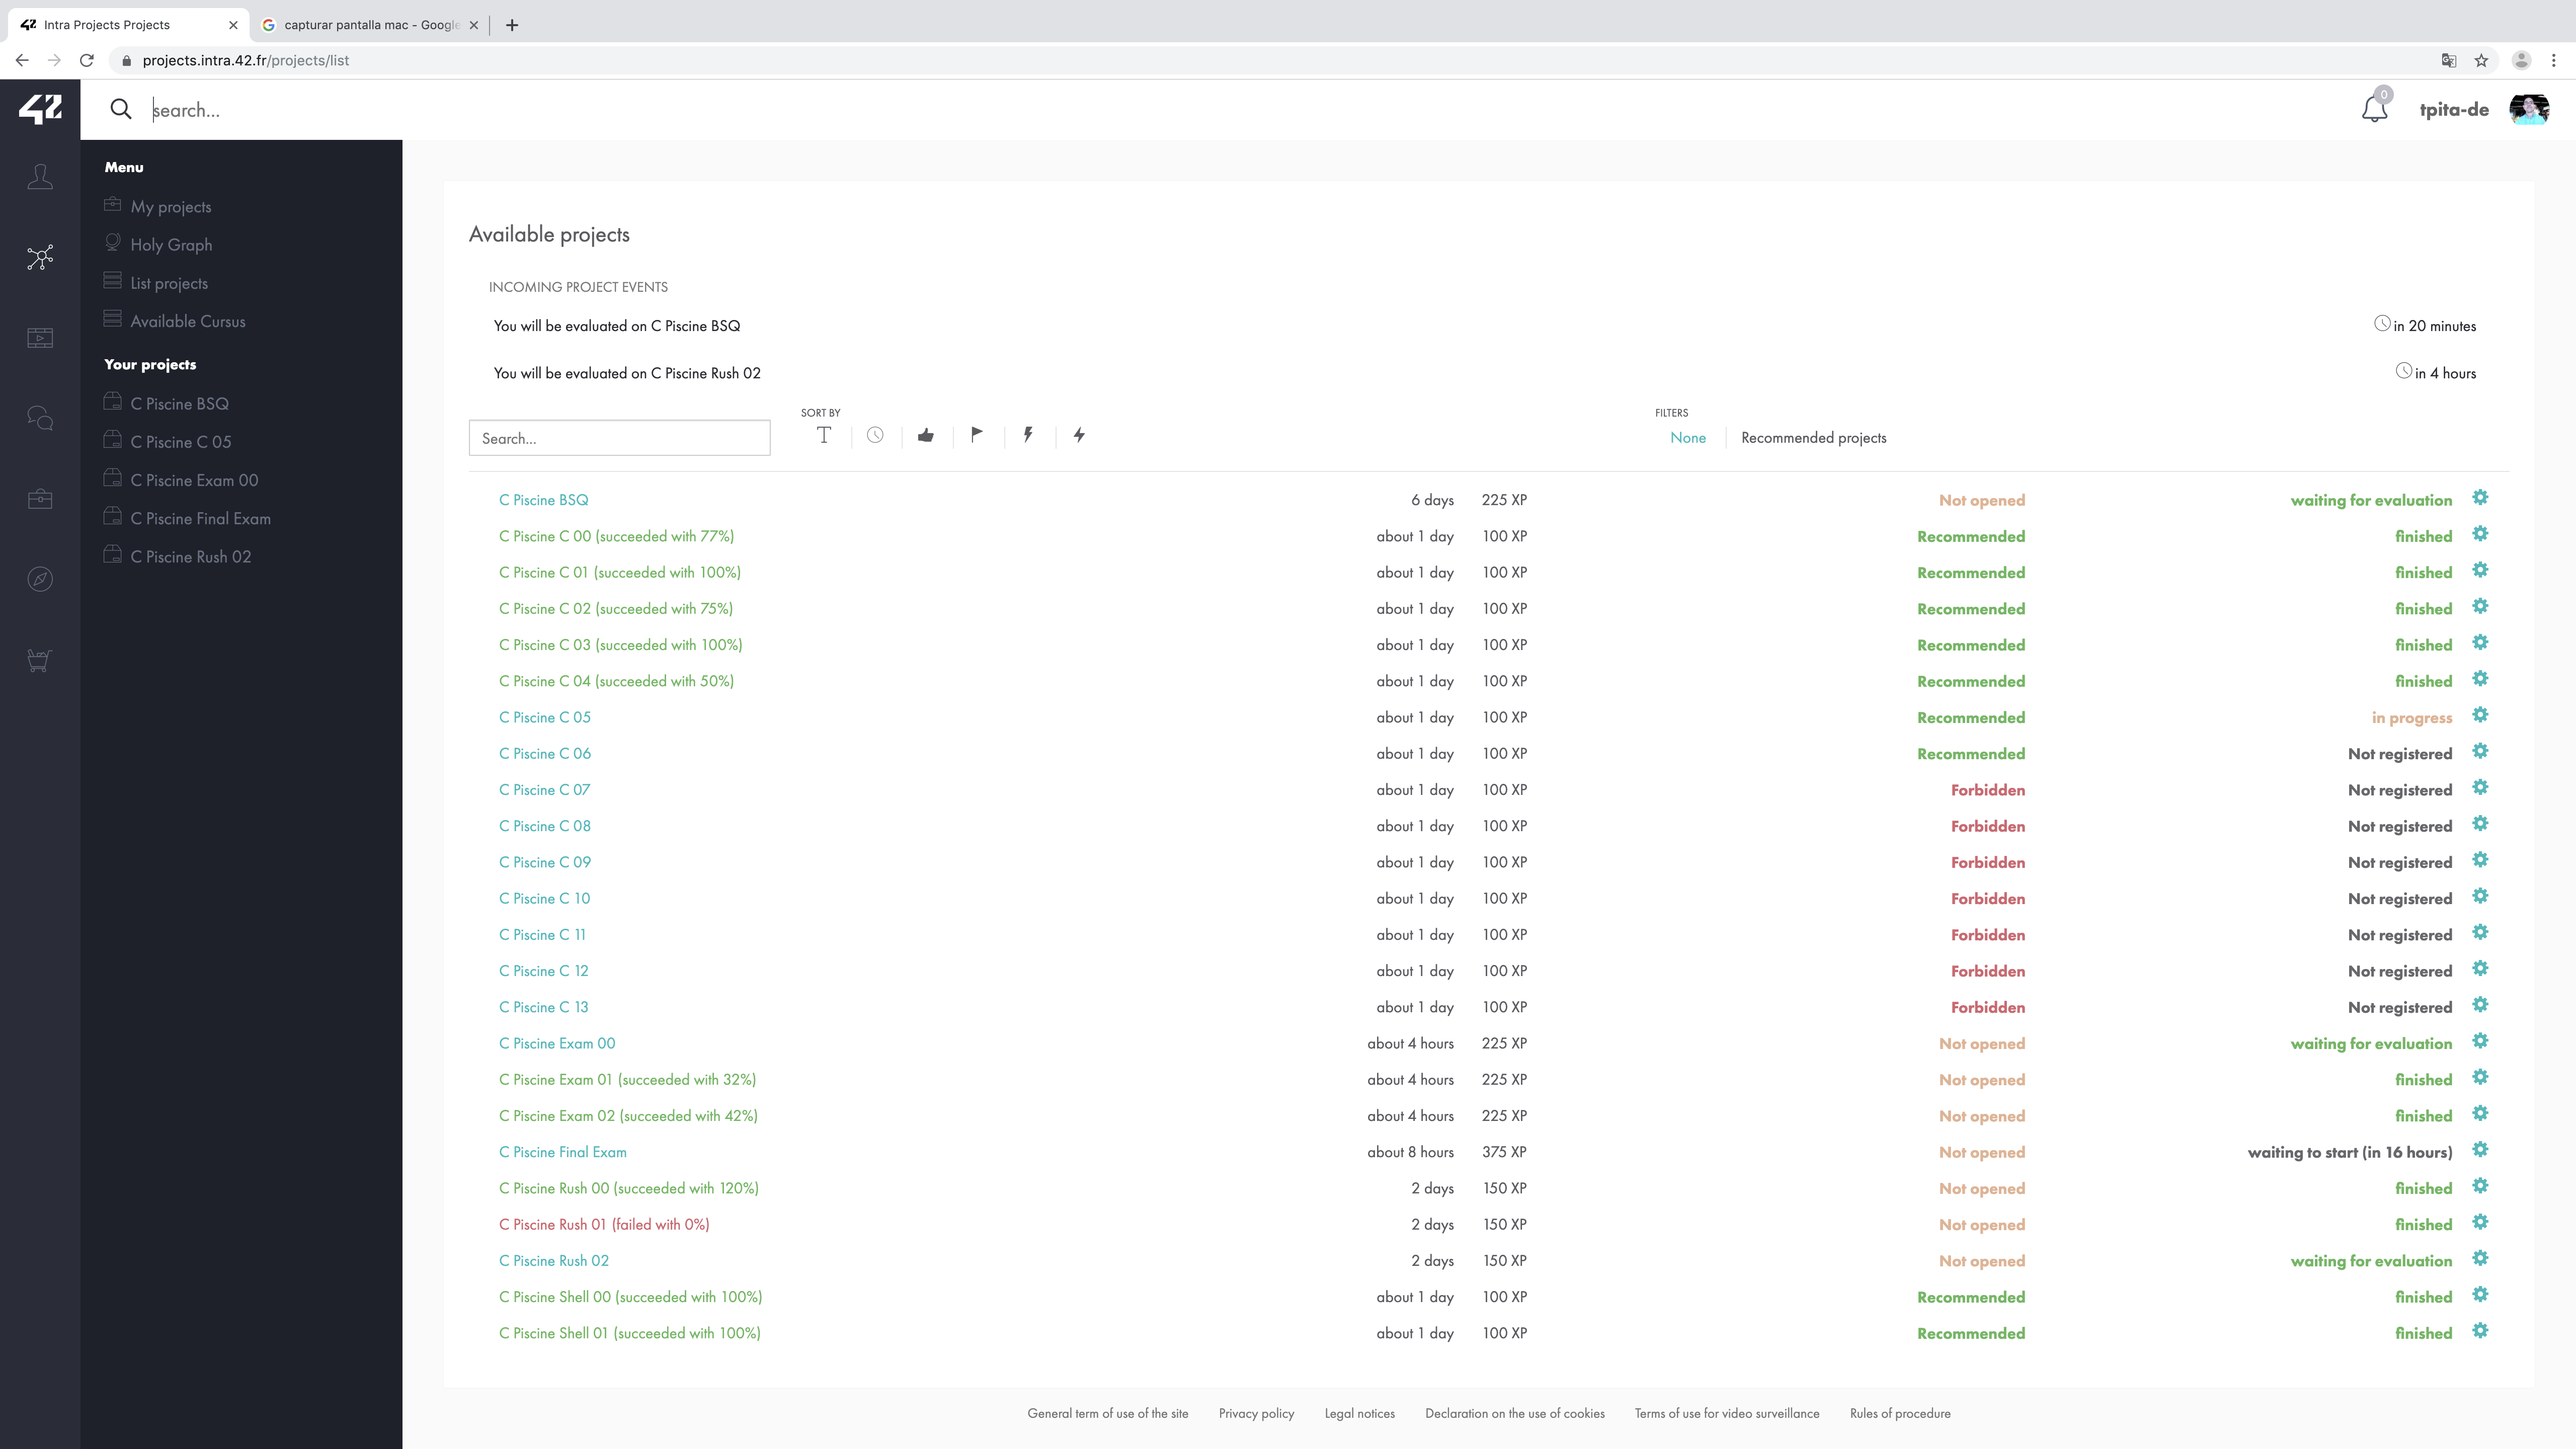 Intra Projects Projects
capturar pantalla mac - Google
projects.intra.42.fr/projects/list
42
search...
0
tpita-de
Menu
My projects
Holy Graph
List projects
Available Cursus
Your projects
C Piscine BSQ
C Piscine C 05
C Piscine Exam 00
C Piscine Final Exam
C Piscine Rush 02
Available projects
INCOMING PROJECT EVENTS
You will be evaluated on C Piscine BSQ in 20 minutes
You will be evaluated on C Piscine Rush 02 in 4 hours
SORT BY FILTERS
Search... None Recommended projects
C Piscine BSQ 6 days 225 XP Not opened waiting for evaluation
C Piscine C 00 (succeeded with 77%) about 1 day 100 XP Recommended finished
C Piscine C 01 (succeeded with 100%) about 1 day 100 XP Recommended finished
C Piscine C 02 (succeeded with 75%) about 1 day 100 XP Recommended finished
C Piscine C 03 (succeeded with 100%) about 1 day 100 XP Recommended finished
C Piscine C 04 (succeeded with 50%) about 1 day 100 XP Recommended finished
C Piscine C 05 about 1 day 100 XP Recommended in progress
C Piscine C 06 about 1 day 100 XP Recommended Not registered
C Piscine C 07 about 1 day 100 XP Forbidden Not registered
C Piscine C 08 about 1 day 100 XP Forbidden Not registered
C Piscine C 09 about 1 day 100 XP Forbidden Not registered
C Piscine C 10 about 1 day 100 XP Forbidden Not registered
C Piscine C 11 about 1 day 100 XP Forbidden Not registered
C Piscine C 12 about 1 day 100 XP Forbidden Not registered
C Piscine C 13 about 1 day 100 XP Forbidden Not registered
C Piscine Exam 00 about 4 hours 225 XP Not opened waiting for evaluation
C Piscine Exam 01 (succeeded with 32%) about 4 hours 225 XP Not opened finished
C Piscine Exam 02 (succeeded with 42%) about 4 hours 225 XP Not opened finished
C Piscine Final Exam about 8 hours 375 XP Not opened waiting to start (in 16 hours)
C Piscine Rush 00 (succeeded with 120%) 2 days 150 XP Not opened finished
C Piscine Rush 01 (failed with 0%) 2 days 150 XP Not opened finished
C Piscine Rush 02 2 days 150 XP Not opened waiting for evaluation
C Piscine Shell 00 (succeeded with 100%) about 1 day 100 XP Recommended finished
C Piscine Shell 01 (succeeded with 100%) about 1 day 100 XP Recommended finished
General term of use of the site Privacy policy Legal notices Declaration on the use of cookies Terms of use for video surveillance Rules of procedure